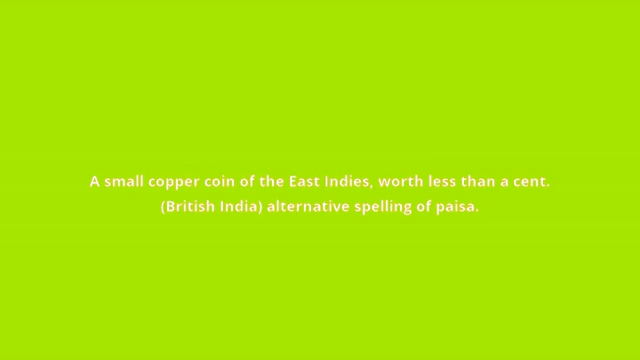 A small copper coin of the East Indies, worth less than a cent.
(British India) alternative spelling of paisa.